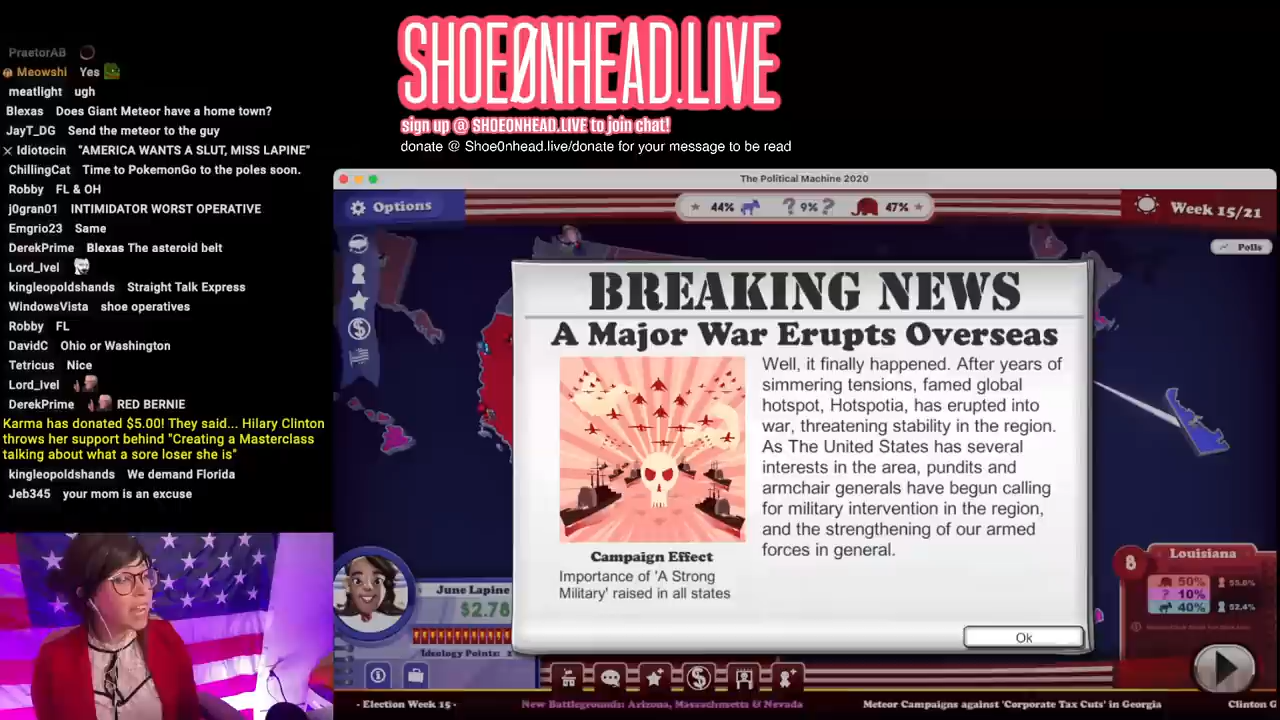 SHOE0NHEAD.LIVE
sign up @ SHOE0NHEAD.LIVE to join chat!
donate @ Shoe0nhead.live/donate for your message to be read
PraetorAB
Meowshi Yes
meatlight ugh
Blexas Does Giant Meteor have a home town?
JayT_DG Send the meteor to the guy
Idiotocin "AMERICA WANTS A SLUT, MISS LAPINE"
ChillingCat Time to PokemonGo to the poles soon.
Robby FL & OH
j0gran01 INTIMIDATOR WORST OPERATIVE
Emgrio23 Same
DerekPrime Blexas The asteroid belt
Lord_Ivel
kingleopoldshands Straight Talk Express
WindowsVista shoe operatives
Robby FL
DavidC Ohio or Washington
Tetricus Nice
Lord_Ivel
DerekPrime RED BERNIE
Karma has donated $5.00! They said... Hilary Clinton
throws her support behind "Creating a Masterclass
talking about what a sore loser she is"
kingleopoldshands We demand Florida
Jeb345 your mom is an excuse
The Political Machine 2020
Options
44% ? 9% ? 47%
Week 15/21
Polls
BREAKING NEWS
A Major War Erupts Overseas
Well, it finally happened. After years of
simmering tensions, famed global
hotspot, Hotspotia, has erupted into
war, threatening stability in the region.
As The United States has several
interests in the area, pundits and
armchair generals have begun calling
for military intervention in the region,
and the strengthening of our armed
forces in general.
Campaign Effect
Importance of 'A Strong
Military' raised in all states
Ok
June Lapine
$2.78
Ideology Points:
8 Louisiana
50%
? 10%
40% 52.4%
- Election Week 15 -
New Battlegrounds: Arizona, Massachusetts & Nevada
Meteor Campaigns against 'Corporate Tax Cuts' in Georgia
Clinton G